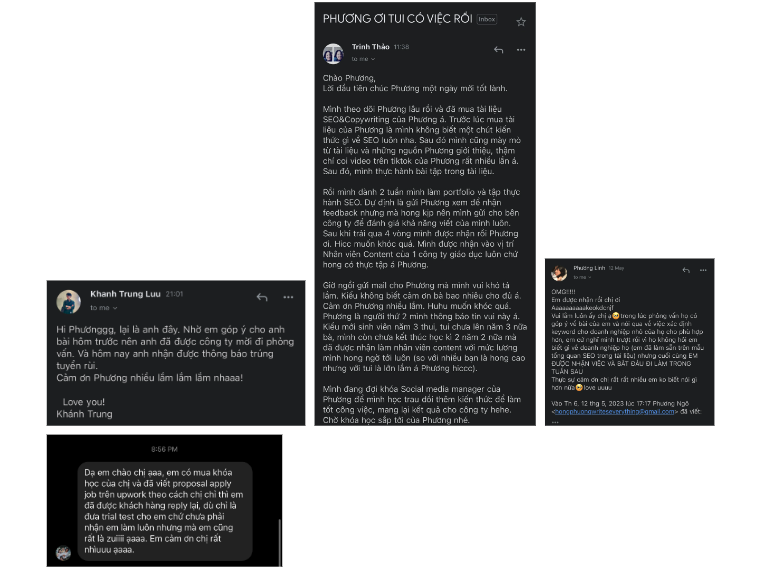 PHƯƠNG ƠI TUI CÓ VIỆC RỒI
Inbox
Trinh Thảo 11:56
to me
Chào Phương,
Lời đầu tiên chúc Phương một ngày mới tốt lành.
Mình theo dõi Phương lâu rồi và đã mua tài liệu
SEO&Copywriting của Phương á. Trước lúc mua tài
liệu của Phương là mình không biết một chút kiến
thức gì về SEO luôn nha. Sau đó mình cũng mày mò
từ tài liệu và những nguồn Phương giới thiệu, thậm
chí coi video trên tiktok của Phương rất nhiều lần á.
Sau đó, mình thực hành bài tập trong tài liệu.
Rồi mình dành 2 tuần mình làm portfolio và tập thực
hành SEO. Dự định là gửi Phương xem để nhận
feedback nhưng mà hong kịp nên mình gửi cho bên
công ty để đánh giá khả năng viết của mình luôn.
Sau khi trải qua 4 vòng mình được nhận rồi Phương
ơi. Hicc muốn khóc quá. Mình được nhận vào vị trí
Nhân viên Content của 1 công ty giáo dục luôn chứ
hong có thực tập á Phương.
Giờ ngồi gửi mail cho Phương mà mình vui khó tả
lắm. Kiểu không biết cảm ơn bà bao nhiêu cho đủ á.
Cảm ơn Phương nhiều lắm. Huhu muốn khóc quá.
Phương là người thứ 2 mình thông báo tin vui này á.
Kiểu mới sinh viên năm 3 thui, tui chưa lên năm 3 nữa
bà, mình còn chưa kết thúc học kì 2 năm 2 nữa mà
đã được nhận làm nhân viên content với mức lương
mình hong ngờ tới luôn (so với nhiều bạn là hong cao
nhưng với tui là lớn lắm á Phương hiccc).
Mình đang đợi khóa Social media manager của
Phương để mình học trau dồi thêm kiến thức để làm
tốt công việc, mang lại kết quả cho công ty hehe.
Chờ khóa học sắp tới của Phương nhé.
Khanh Trung Luu 21:01
to me
Hi Phươnggg, lại là anh đây. Nhờ em góp ý cho anh
bài hôm trước nên anh đã được công ty mời đi phỏng
vấn. Và hôm nay anh nhận được thông báo trúng
tuyển rùi.
Cảm ơn Phương nhiều lắm lắm lắm nhaaa!
Love you!
Khánh Trung
Phường Linh 12 May
to me
OMG!!!!!
Em được nhận rồi chị ơi
Vui lắm luôn ấy chị ạ🥺trong lúc phỏng vấn họ có
góp ý về bài của em và nói qua về việc xác định
keyword cho doanh nghiệp nhỏ của họ cho phù hợp
hơn, em cứ nghĩ mình trượt rồi vì họ không hỏi em
biết gì về doanh nghiệp họ (em đã làm sẵn trên mẫu
tổng quan SEO trong tài liệu) nhưng cuối cùng EM
ĐƯỢC NHẬN VIỆC VÀ BẮT ĐẦU ĐI LÀM TRONG
TUẦN SAU
Thực sự cảm ơn chị rất rất nhiều em ko biết nói gì
hơn nữa🥺love uuuu
Vào Th 6, 12 thg 5, 2023 lúc 17:17 Phương Ngô
<hongphuongwriteseverything@gmail.com> đã viết:
8:56 PM
Dạ em chào chị aaa, em có mua khóa
học của chị và đã viết proposal apply
job trên upwork theo cách chị chỉ thì em
đã được khách hàng reply lại, dù chỉ là
đưa trial test cho em chứ chưa phải
nhận em làm luôn nhưng mà em cũng
rất là zuiiii aaaa. Em cảm ơn chị rất
nhìuuu aaaa.